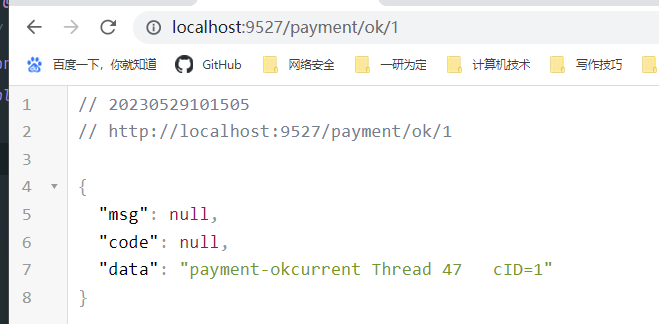 localhost:9527/payment/ok/1
百度一下，你就知道 GitHub 网络安全 一研为定 计算机技术 写作技巧
1 // 20230529101505
2 // http://localhost:9527/payment/ok/1
3
4 {
5 "msg": null,
6 "code": null,
7 "data": "payment-okcurrent Thread 47   cID=1"
8 }